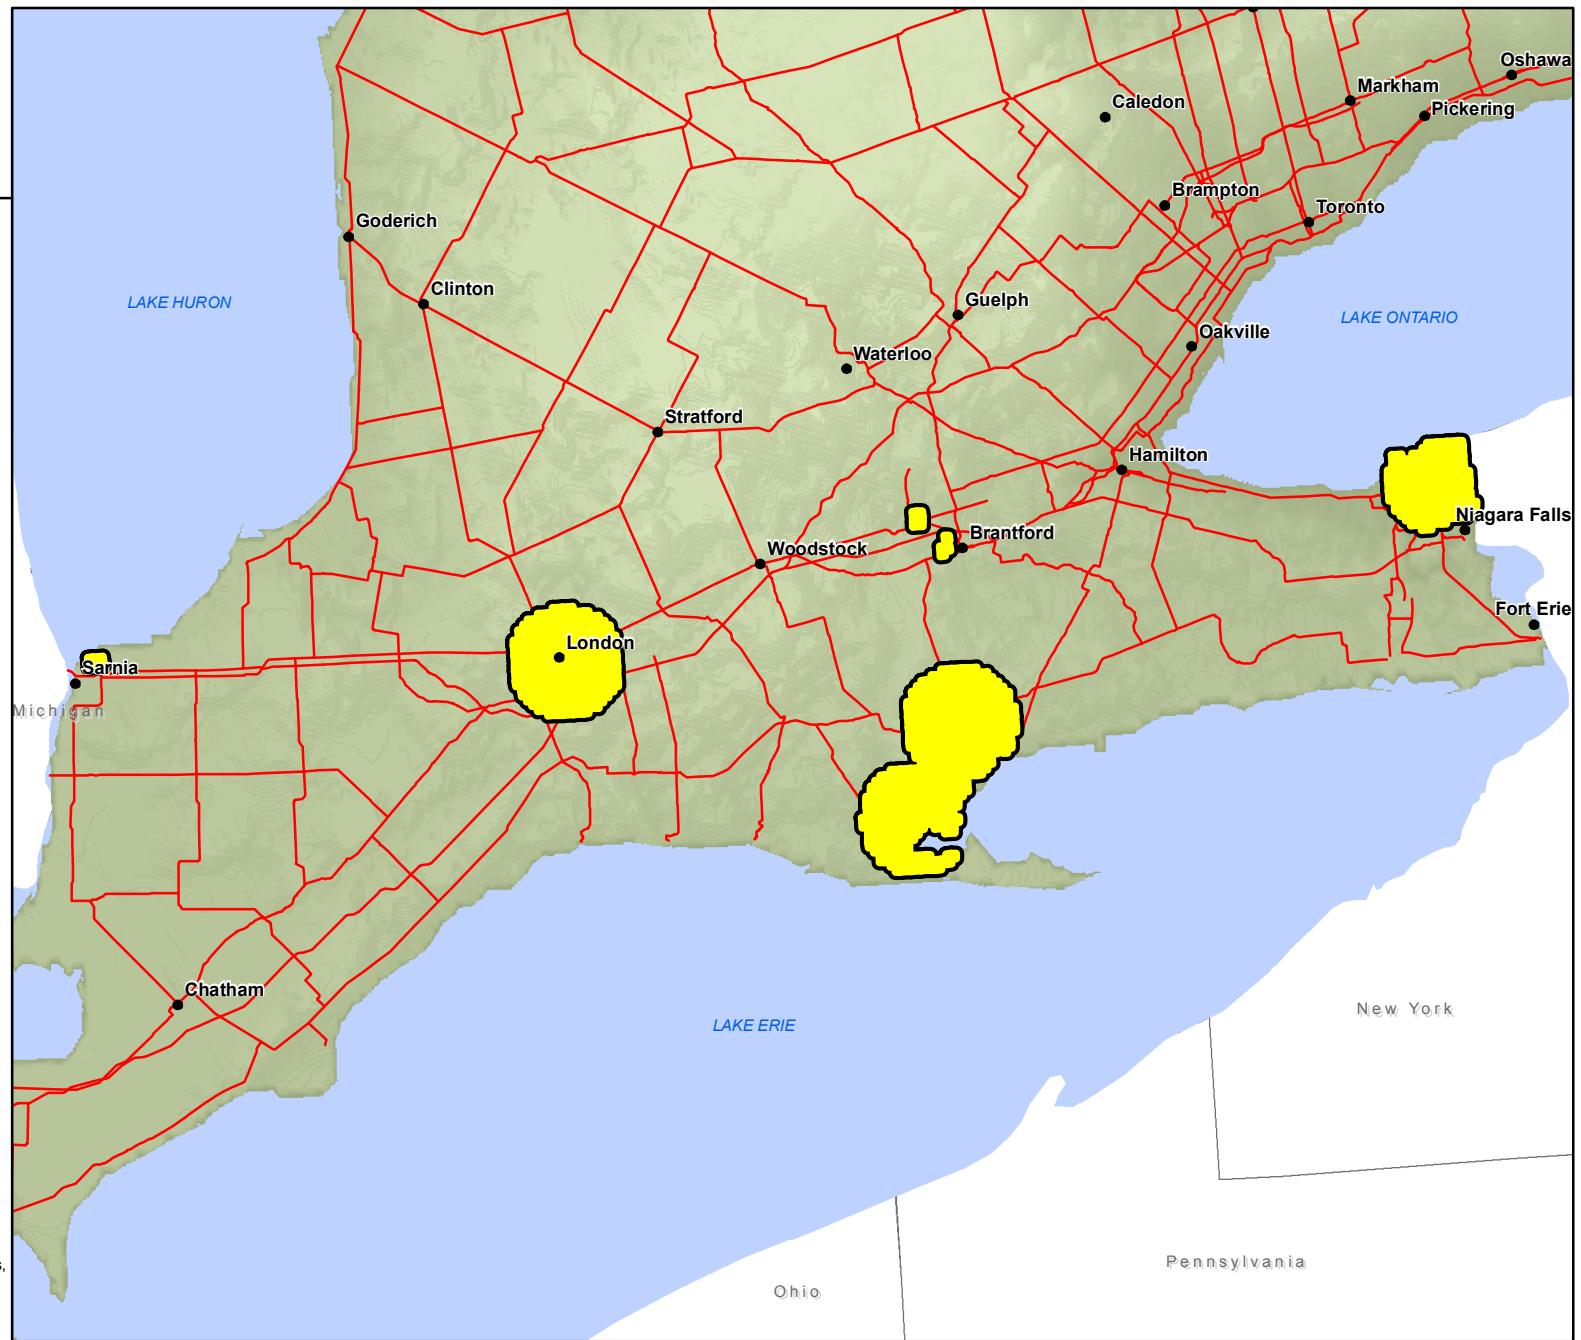 Oshawa
Markham
Caledon
Pickering
Brampton
Toronto
Goderich
Clinton
LAKE HURON
Guelph
LAKE ONTARIO
Oakville
Waterloo
Stratford
Hamilton
Niagara Falls
Brantford
Woodstock
Fort Erie
London
Sarnia
Michigan
Chatham
New York
LAKE ERIE
Pennsylvania
Ohio